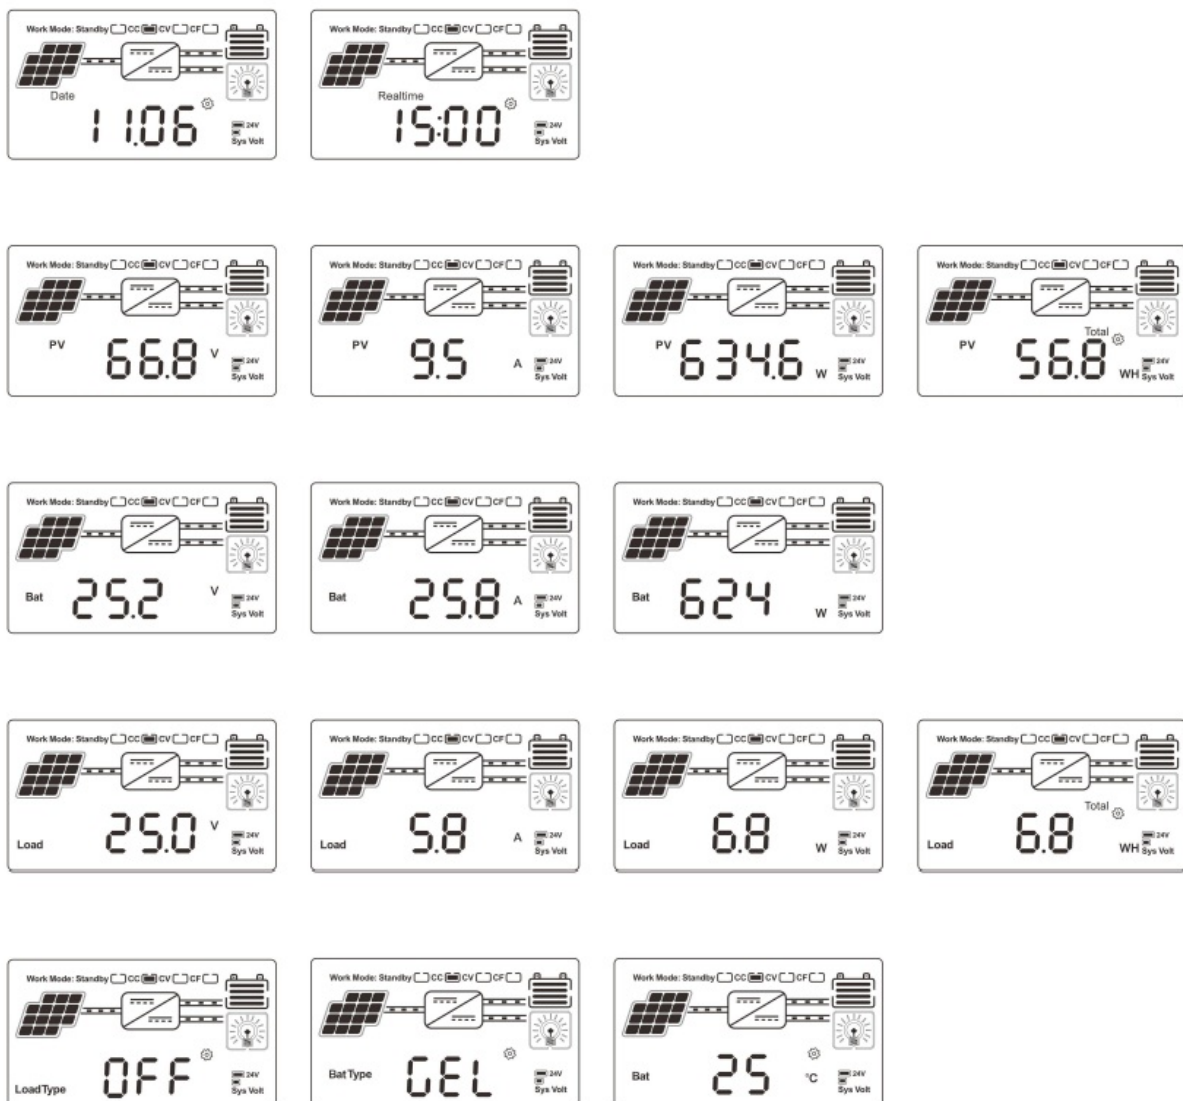 Work Mode: Standby CC CV CF
Date
11.06
24V
Sys Volt
Work Mode: Standby CC CV CF
Realtime
15:00
24V
Sys Volt
Work Mode: Standby CC CV CF
PV 66.8 V
24V
Sys Volt
Work Mode: Standby CC CV CF
PV 9.5 A
24V
Sys Volt
Work Mode: Standby CC CV CF
PV 634.6 W
24V
Sys Volt
Work Mode: Standby CC CV CF
Total
PV 56.8 WH
24V
Sys Volt
Work Mode: Standby CC CV CF
Bat 25.2 V
24V
Sys Volt
Work Mode: Standby CC CV CF
Bat 25.8 A
24V
Sys Volt
Work Mode: Standby CC CV CF
Bat 624 W
24V
Sys Volt
Work Mode: Standby CC CV CF
Load 25.0 V
24V
Sys Volt
Work Mode: Standby CC CV CF
Load 5.8 A
24V
Sys Volt
Work Mode: Standby CC CV CF
Load 6.8 W
24V
Sys Volt
Work Mode: Standby CC CV CF
Total
Load 6.8 WH
24V
Sys Volt
Work Mode: Standby CC CV CF
LoadType OFF
24V
Sys Volt
Work Mode: Standby CC CV CF
BatType GEL
24V
Sys Volt
Work Mode: Standby CC CV CF
Bat 25 °C
24V
Sys Volt